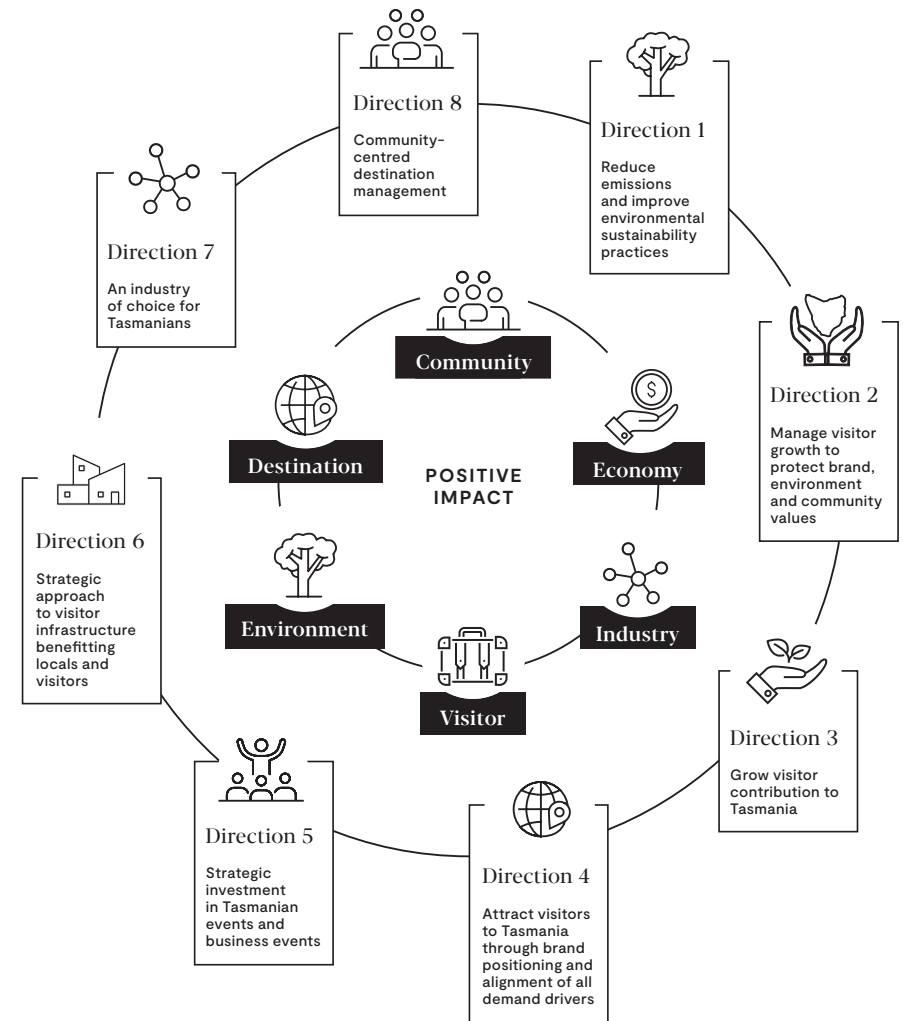 Direction 8
Community-
centred
destination
management
Direction 1
Reduce
emissions
and improve
environmental
sustainability
practices
Direction 2
Manage visitor
growth to
protect brand,
environment
and community
values
Direction 3
Grow visitor
contribution to
Tasmania
Direction 4
Attract visitors
to Tasmania
through brand
positioning and
alignment of all
demand drivers
Direction 5
Strategic
investment
in Tasmanian
events and
business events
Direction 6
Strategic
approach
to visitor
infrastructure
benefitting
locals and
visitors
Direction 7
An industry
of choice for
Tasmanians
Community
$
Economy
Industry
Visitor
Environment
Destination
POSITIVE
IMPACT